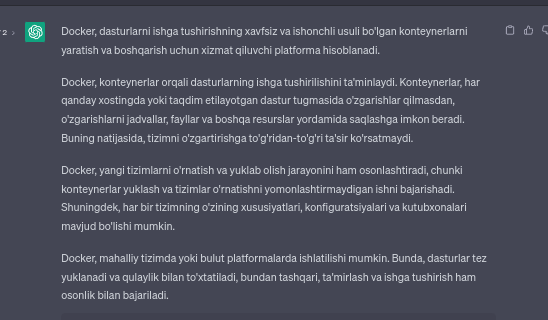 Docker, dasturlarni ishga tushirishning xavfsiz va ishonchli usuli bo'lgan konteynerlarni
2 >
yaratish va boshqarish uchun xizmat qiluvchi platforma hisoblanadi.
Docker, konteynerlar orqali dasturlarning ishga tushirilishini ta'minlaydi. Konteynerlar, har
qanday xostingda yoki taqdim etilayotgan dastur tugmasida o'zgarishlar qilmasdan,
o'zgarishlarni jadvallar, fayllar va boshqa resurslar yordamida saqlashga imkon beradi.
Buning natijasida, tizimni o'zgartirishga to'g'ridan-to'g'ri ta'sir ko'rsatmaydi.
Docker, yangi tizimlarni o'rnatish va yuklab olish jarayonini ham osonlashtiradi, chunki
konteynerlar yuklash va tizimlar o'rnatishni yomonlashtirmaydigan ishni bajarishadi.
Shuningdek, har bir tizimning o'zining xususiyatlari, konfiguratsiyalari va kutubxonalari
mavjud bo'lishi mumkin.
Docker, mahalliy tizimda yoki bulut platformalarda ishlatilishi mumkin. Bunda, dasturlar tez
yuklanadi va qulaylik bilan to'xtatiladi, bundan tashqari, ta'mirlash va ishga tushirish ham
osonlik bilan bajariladi.